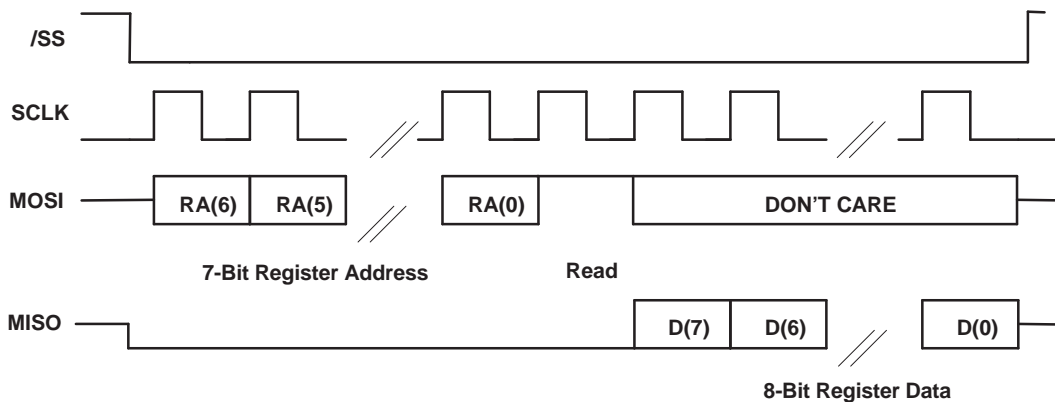 /SS
SCLK
MOSI RA(6) RA(5) RA(0) DON'T CARE
7-Bit Register Address Read
MISO D(7) D(6) D(0)
8-Bit Register Data